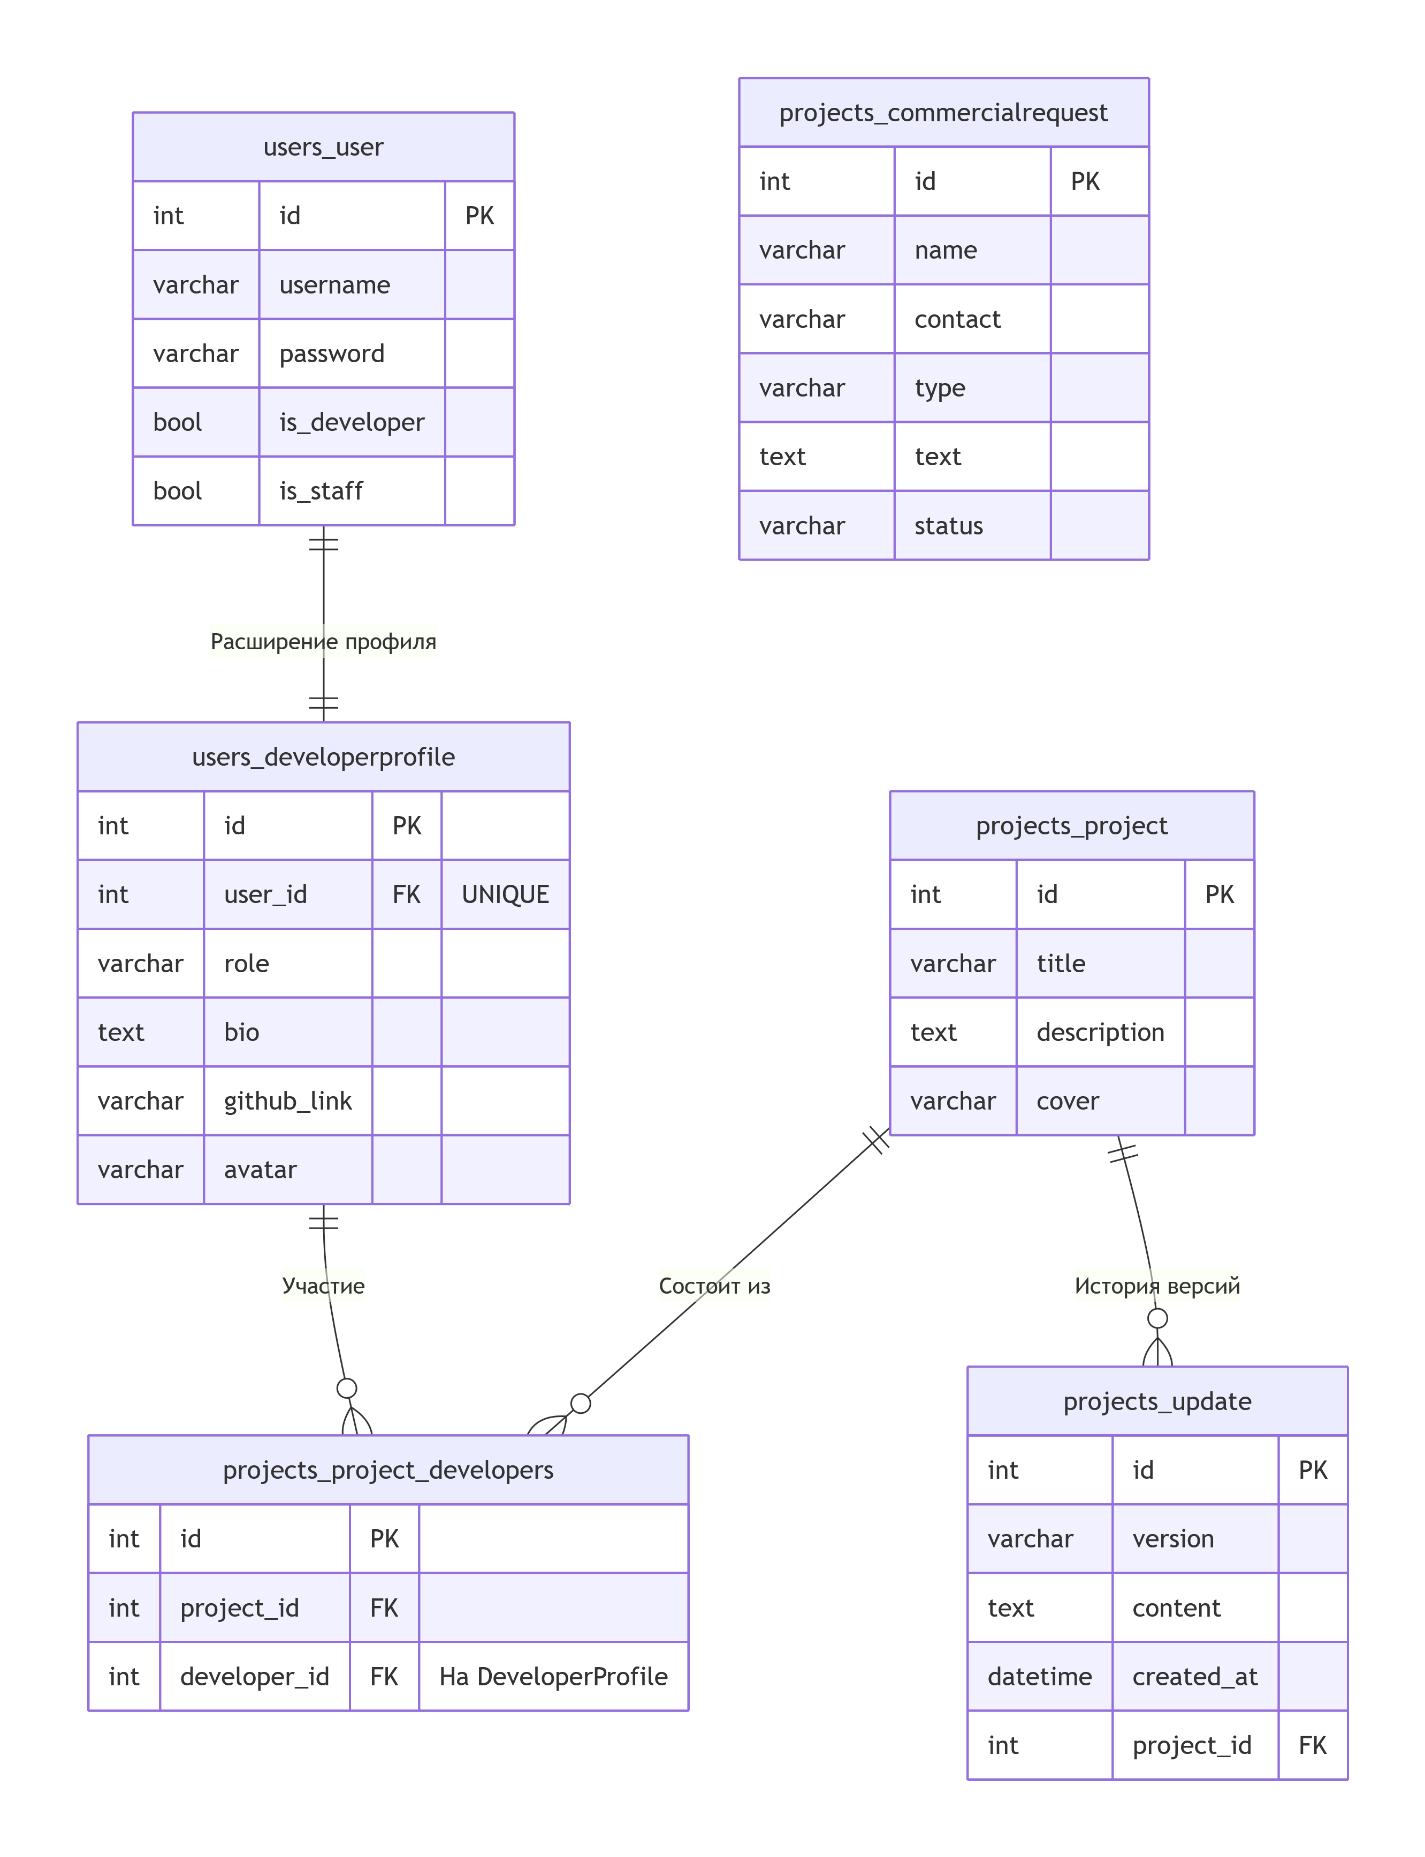 users_user
int id PK
varchar username
varchar password
bool is_developer
bool is_staff
projects_commercialrequest
int id PK
varchar name
varchar contact
varchar type
text text
varchar status
Расширение профиля
users_developerprofile
int id PK
int user_id FK UNIQUE
varchar role
text bio
varchar github_link
varchar avatar
projects_project
int id PK
varchar title
text description
varchar cover
Участие
Состоит из
История версий
projects_project_developers
int id PK
int project_id FK
int developer_id FK На DeveloperProfile
projects_update
int id PK
varchar version
text content
datetime created_at
int project_id FK